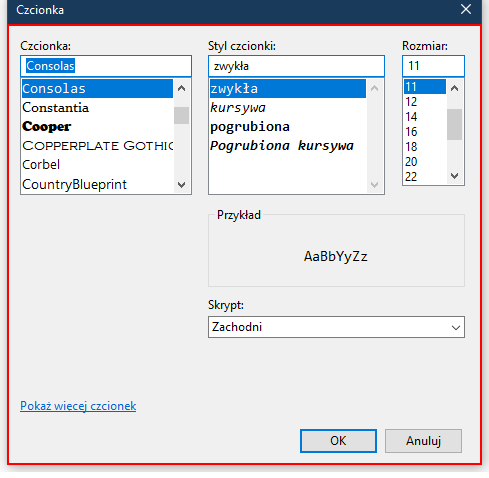 Czcionka
Czcionka:
Consolas
Consolas
Constantia
Cooper
Copperplate Gothic
Corbel
CountryBlueprint
Styl czcionki:
zwykła
zwykła
kursywa
pogrubiona
Pogrubiona kursywa
Rozmiar:
11
11
12
14
16
18
20
22
Przykład
AaBbYyZz
Skrypt:
Zachodni
Pokaż więcej czcionek
OK
Anuluj